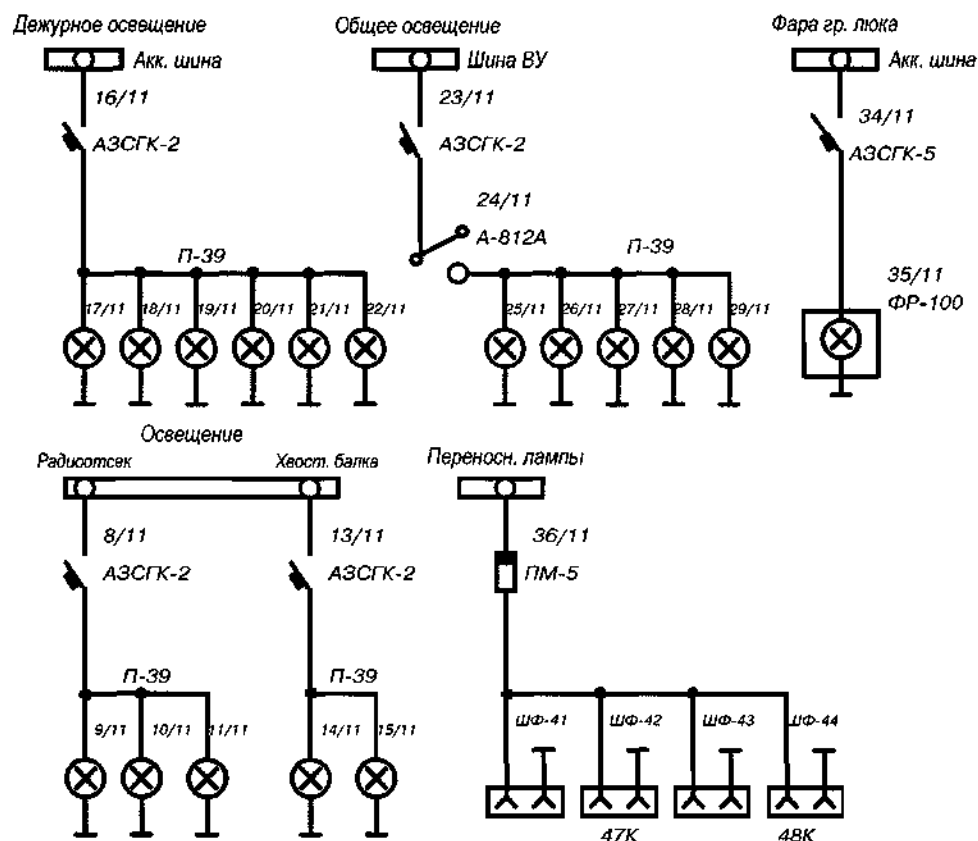 Дежурное освещение
Общее освещение
Фара гр. люка
Акк. шина
Шина ВУ
Акк. шина
16/11
23/11
34/11
АЗСГК-2
АЗСГК-2
АЗСГК-5
24/11
А-812А
П-39
П-39
35/11
ФР-100
17/11 18/11 19/11 20/11 21/11 22/11
25/11 26/11 27/11 28/11 29/11
Освещение
Радиоотсек
Хвост. балка
Переносн. лампы
8/11
13/11
36/11
АЗСГК-2
АЗСГК-2
ПМ-5
П-39
П-39
9/11 10/11 11/11
14/11 15/11
ШФ-41 ШФ-42 ШФ-43 ШФ-44
47К
48К